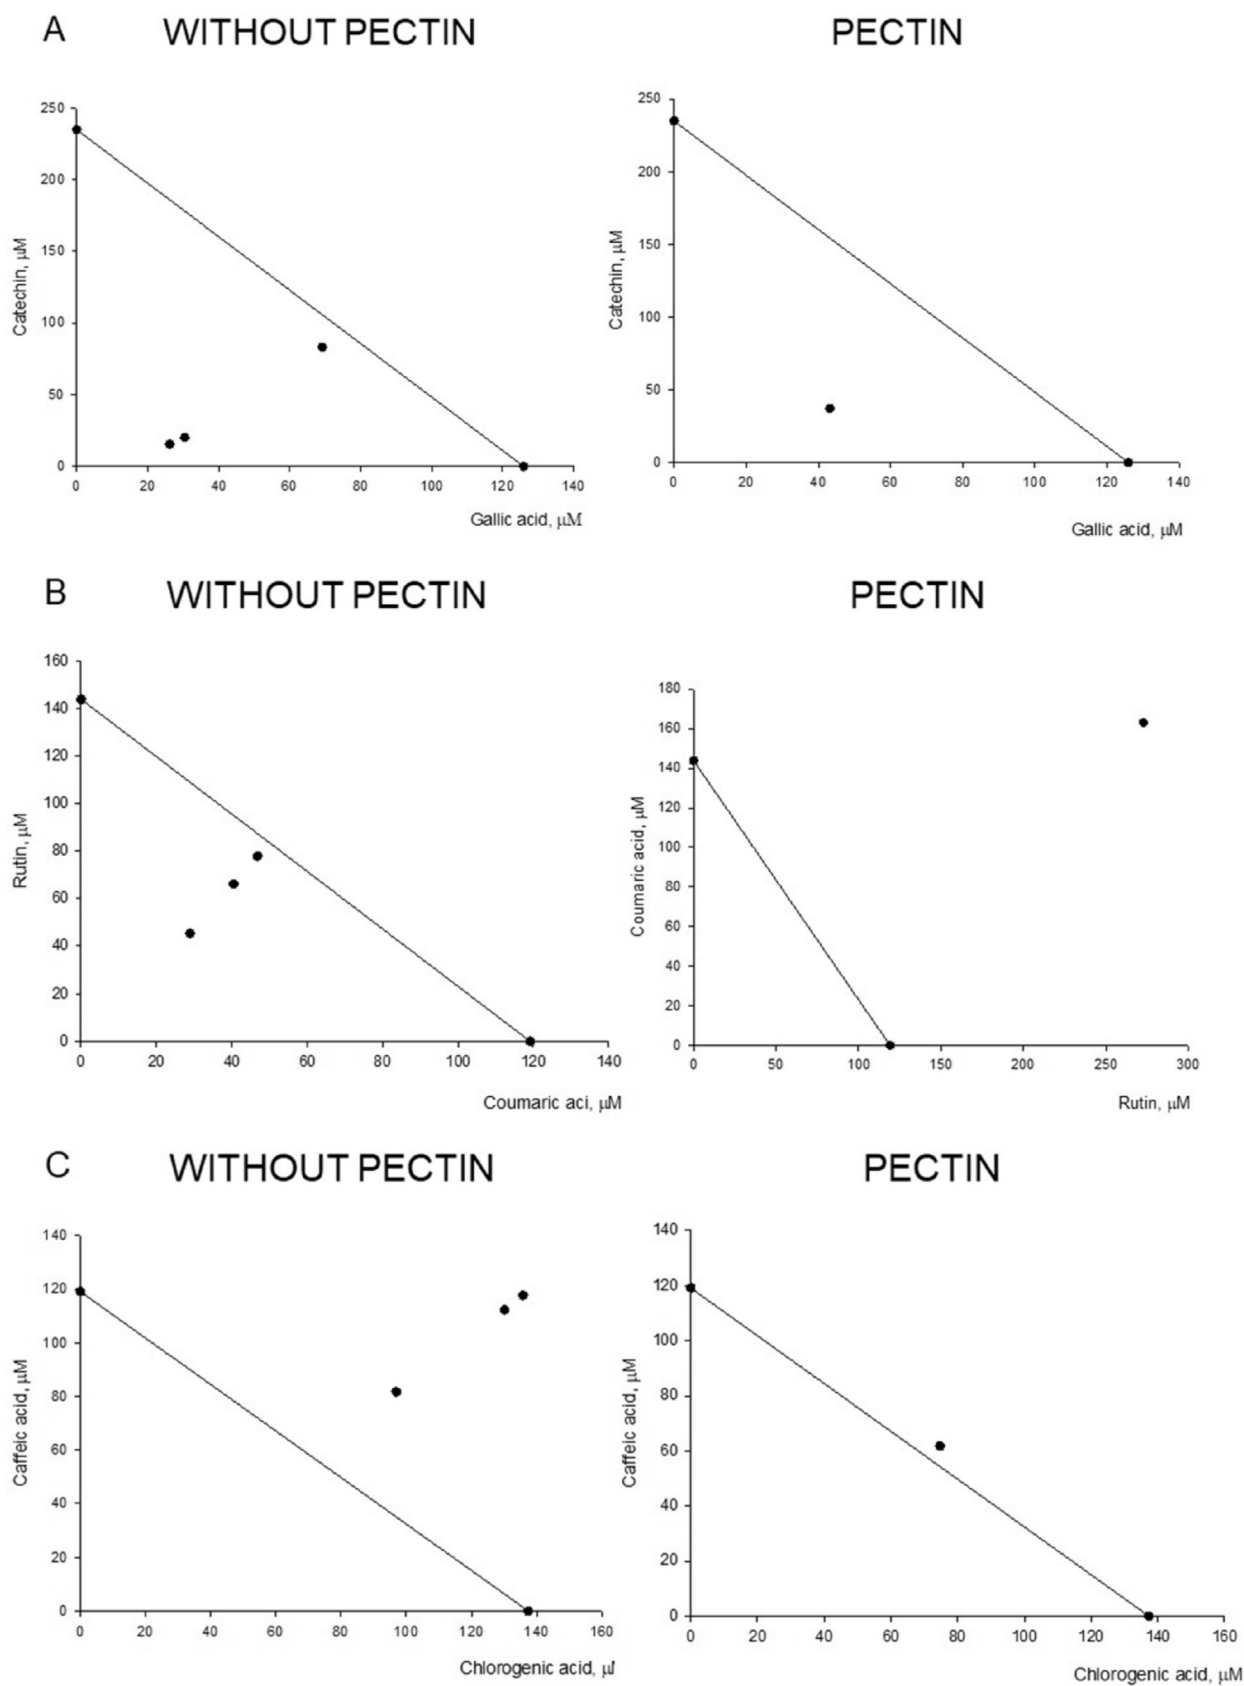 A WITHOUT PECTIN PECTIN
250
200
150
100
50
0
Catechin, μM
0 20 40 60 80 100 120 140
Gallic acid, μM
250
200
150
100
50
0
Catechin, μM
0 20 40 60 80 100 120 140
Gallic acid, μM
B WITHOUT PECTIN PECTIN
160
140
120
100
80
60
40
20
0
Rutin, μM
0 20 40 60 80 100 120 140
Coumaric aci, μM
180
160
140
120
100
80
60
40
20
0
Coumaric acid, μM
0 50 100 150 200 250 300
Rutin, μM
C WITHOUT PECTIN PECTIN
140
120
100
80
60
40
20
0
Caffeic acid, μM
0 20 40 60 80 100 120 140 160
Chlorogenic acid, μ
140
120
100
80
60
40
20
0
Caffeic acid, μM
0 20 40 60 80 100 120 140 160
Chlorogenic acid, μM